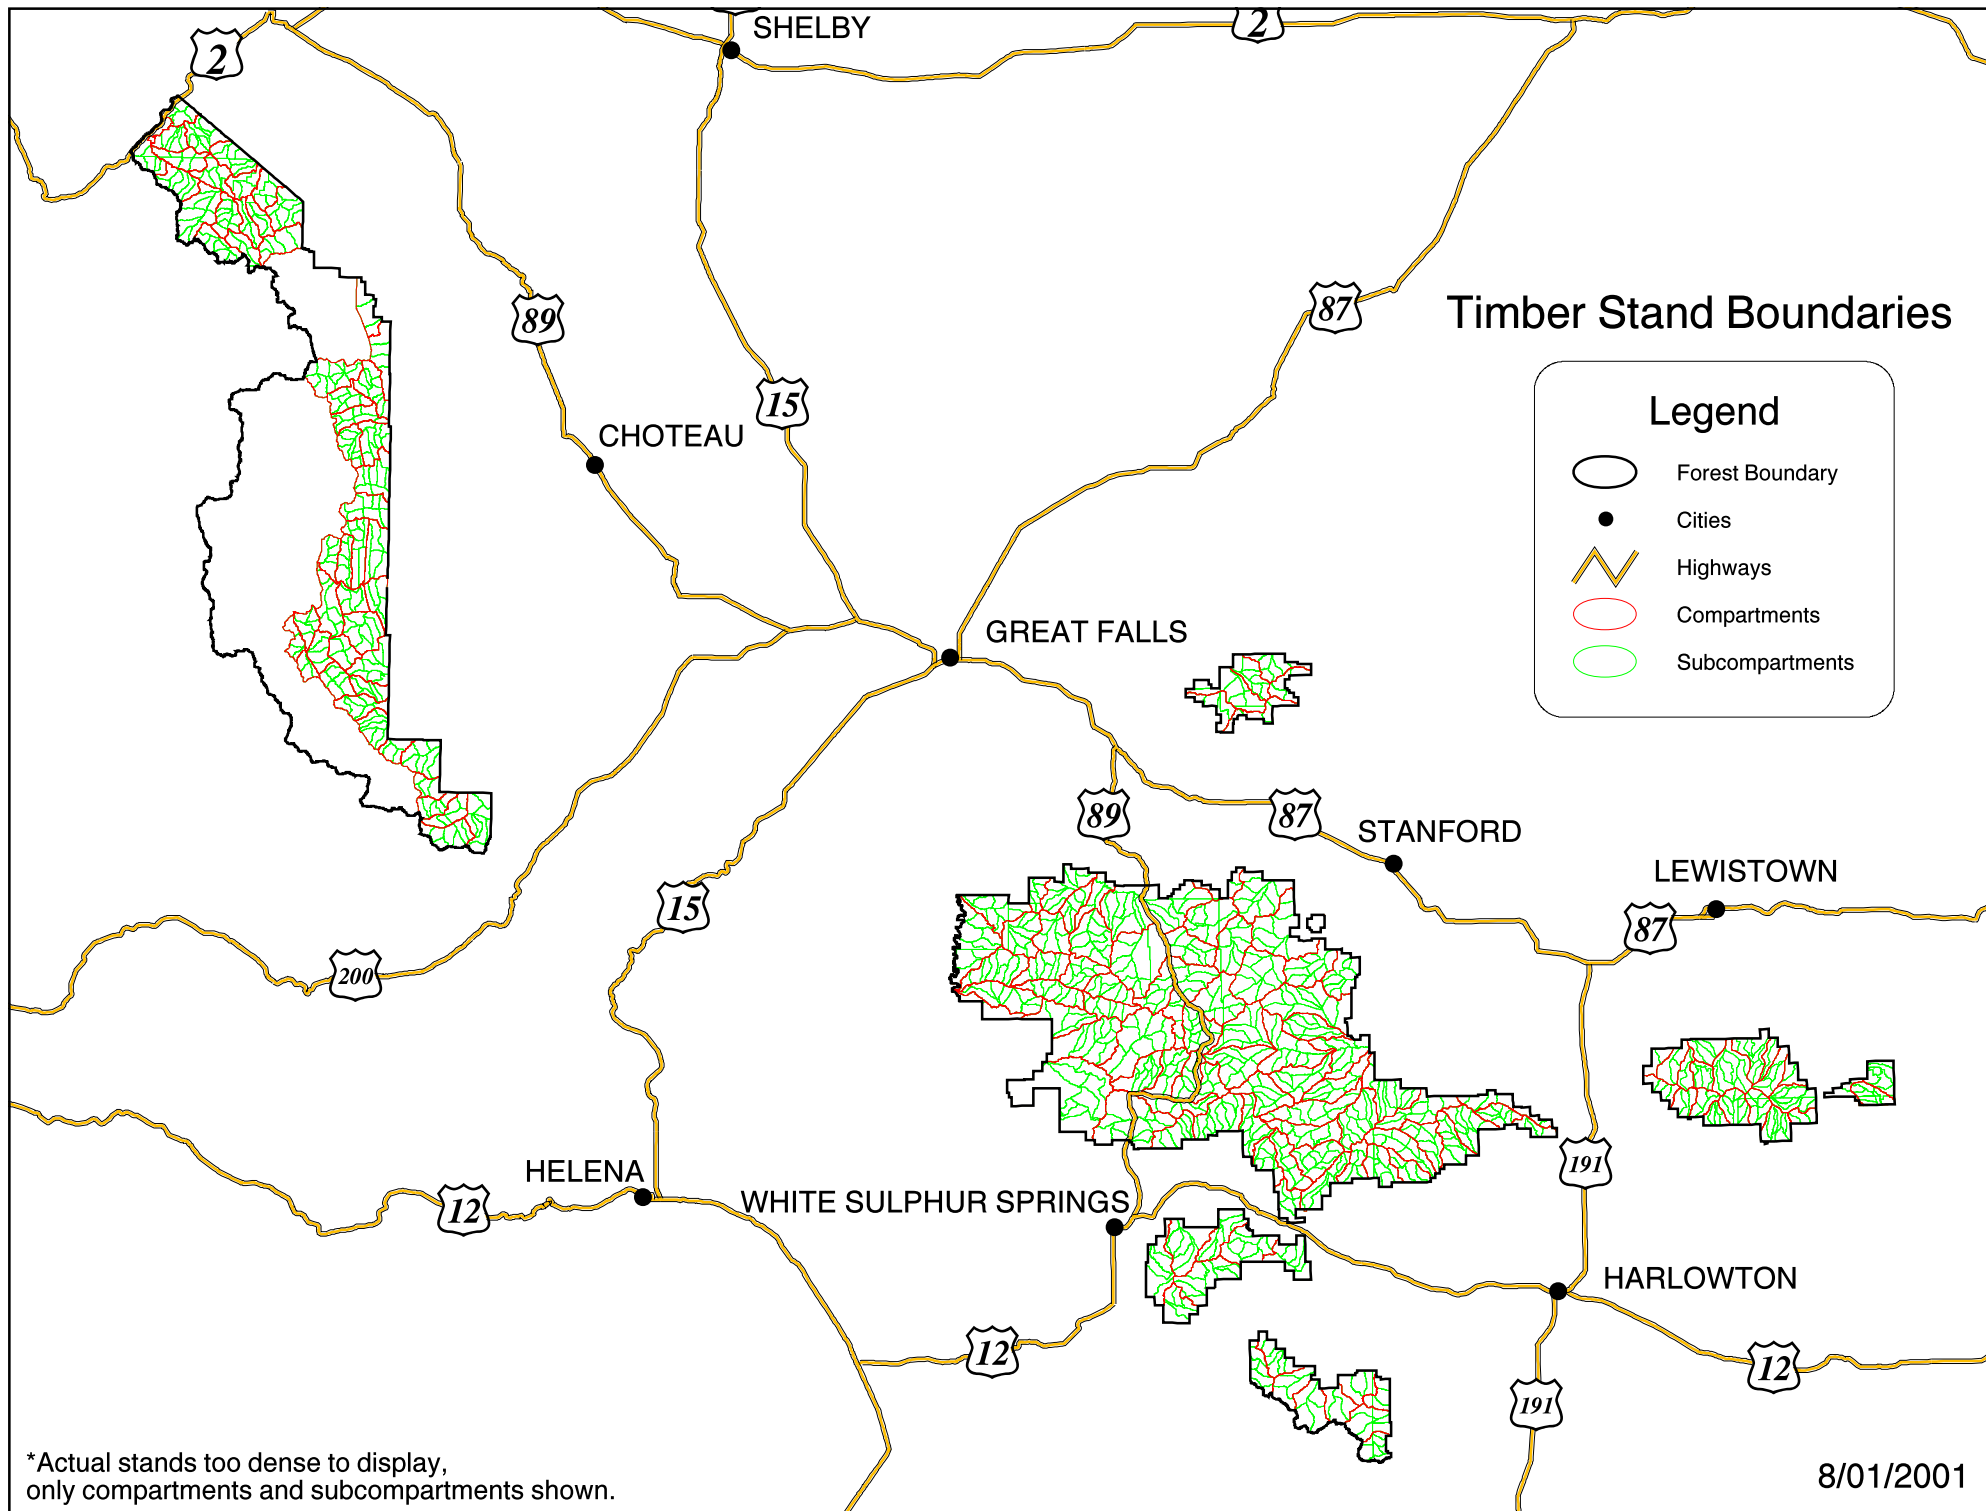 SHELBY
2
2
89
87
Timber Stand Boundaries
15
CHOTEAU
Legend
Forest Boundary
Cities
Highways
Compartments
Subcompartments
GREAT FALLS
89
87
STANFORD
LEWISTOWN
87
15
200
191
HELENA
12
WHITE SULPHUR SPRINGS
HARLOWTON
12
12
191
*Actual stands too dense to display,
only compartments and subcompartments shown.
8/01/2001